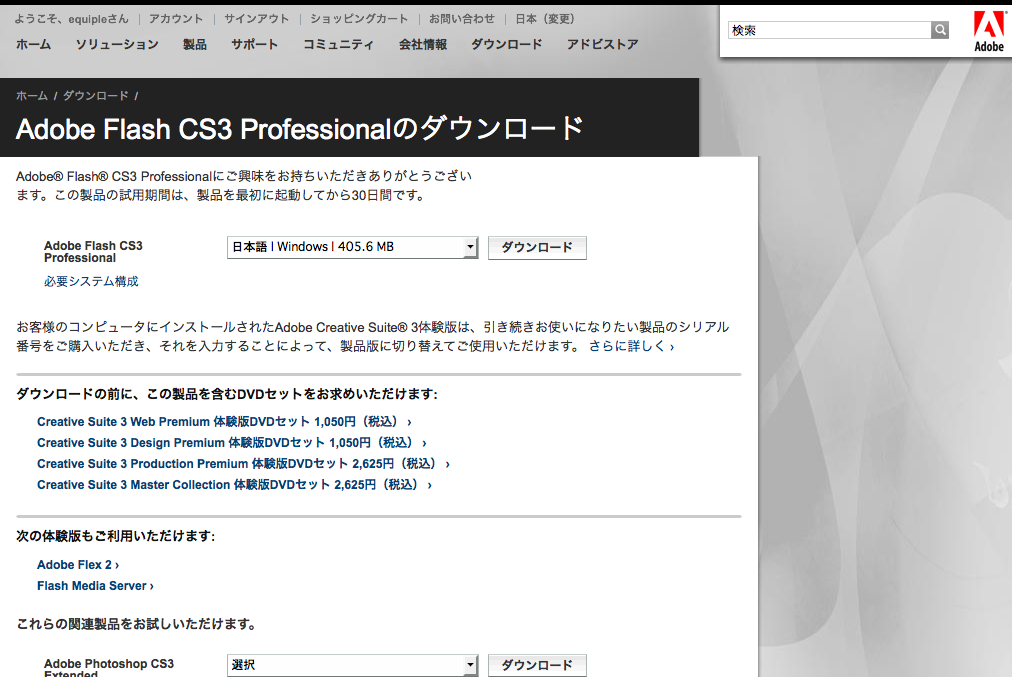 ようこそ、equipleさん | アカウント | サインアウト | ショッピングカート | お問い合わせ | 日本（変更）
ホーム ソリューション 製品 サポート コミュニティ 会社情報 ダウンロード アドビストア
検索
Adobe
ホーム / ダウンロード /
Adobe Flash CS3 Professionalのダウンロード
Adobe® Flash® CS3 Professionalにご興味をお持ちいただきありがとうござい
ます。この製品の試用期間は、製品を最初に起動してから30日間です。
Adobe Flash CS3
Professional
日本語 | Windows | 405.6 MB
ダウンロード
必要システム構成
お客様のコンピュータにインストールされたAdobe Creative Suite® 3体験版は、引き続きお使いになりたい製品のシリアル
番号をご購入いただき、それを入力することによって、製品版に切り替えてご使用いただけます。 さらに詳しく ›
ダウンロードの前に、この製品を含むDVDセットをお求めいただけます:
Creative Suite 3 Web Premium 体験版DVDセット 1,050円（税込） ›
Creative Suite 3 Design Premium 体験版DVDセット 1,050円（税込） ›
Creative Suite 3 Production Premium 体験版DVDセット 2,625円（税込） ›
Creative Suite 3 Master Collection 体験版DVDセット 2,625円（税込） ›
次の体験版もご利用いただけます:
Adobe Flex 2 ›
Flash Media Server ›
これらの関連製品をお試しいただけます。
Adobe Photoshop CS3
Extended
選択
ダウンロード